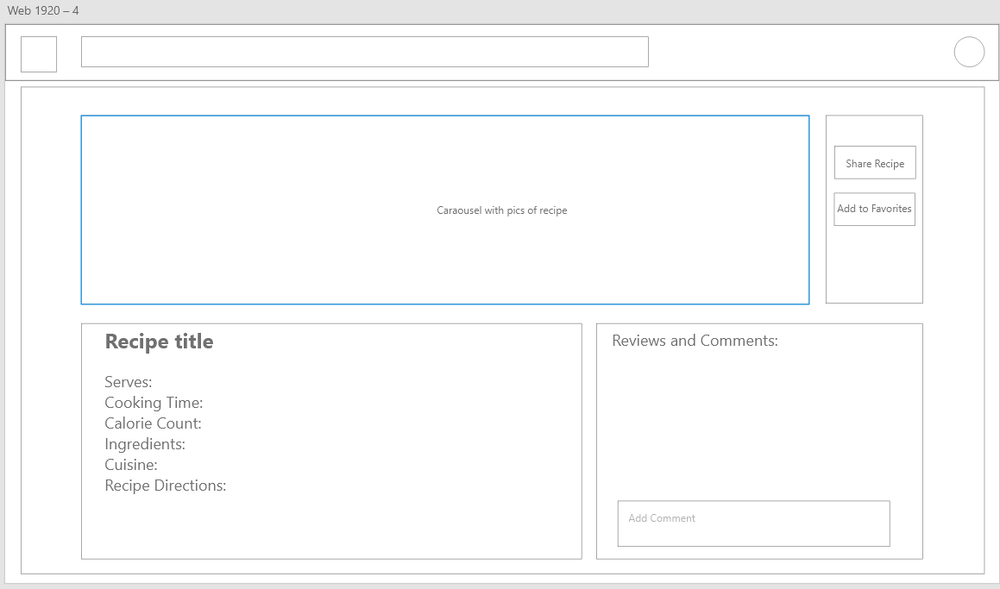 Web 1920 – 4
Caraousel with pics of recipe
Share Recipe
Add to Favorites
Recipe title
Serves:
Cooking Time:
Calorie Count:
Ingredients:
Cuisine:
Recipe Directions:
Reviews and Comments:
Add Comment